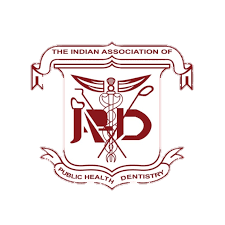 THE INDIAN ASSOCIATION OF
PUBLIC HEALTH DENTISTRY